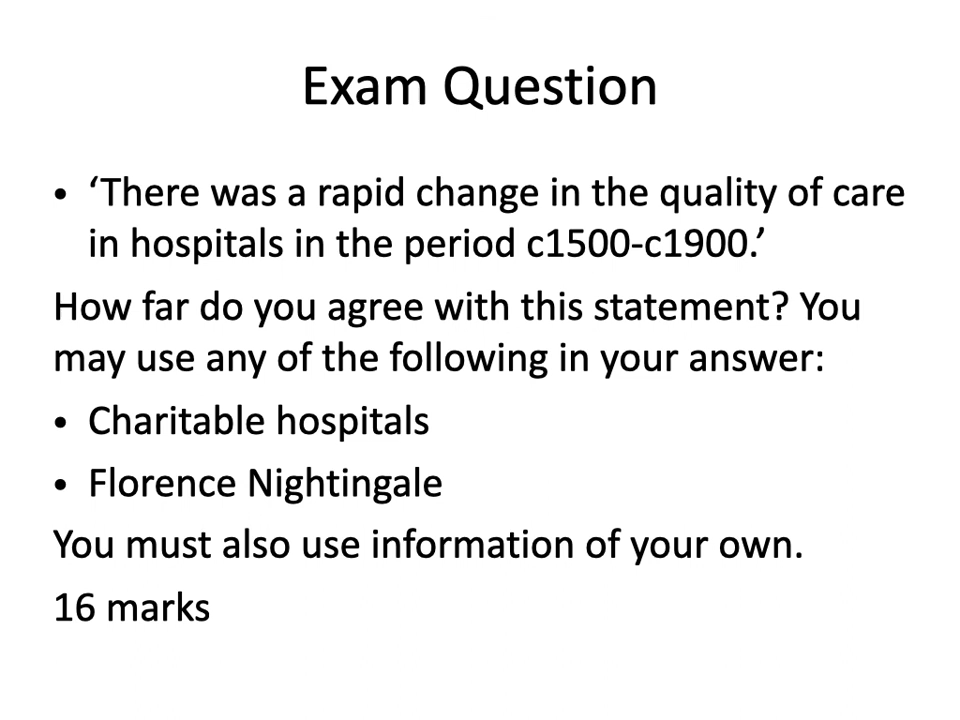 Exam Question
• ‘There was a rapid change in the quality of care
in hospitals in the period c1500-c1900.’
How far do you agree with this statement? You
may use any of the following in your answer:
• Charitable hospitals
• Florence Nightingale
You must also use information of your own.
16 marks